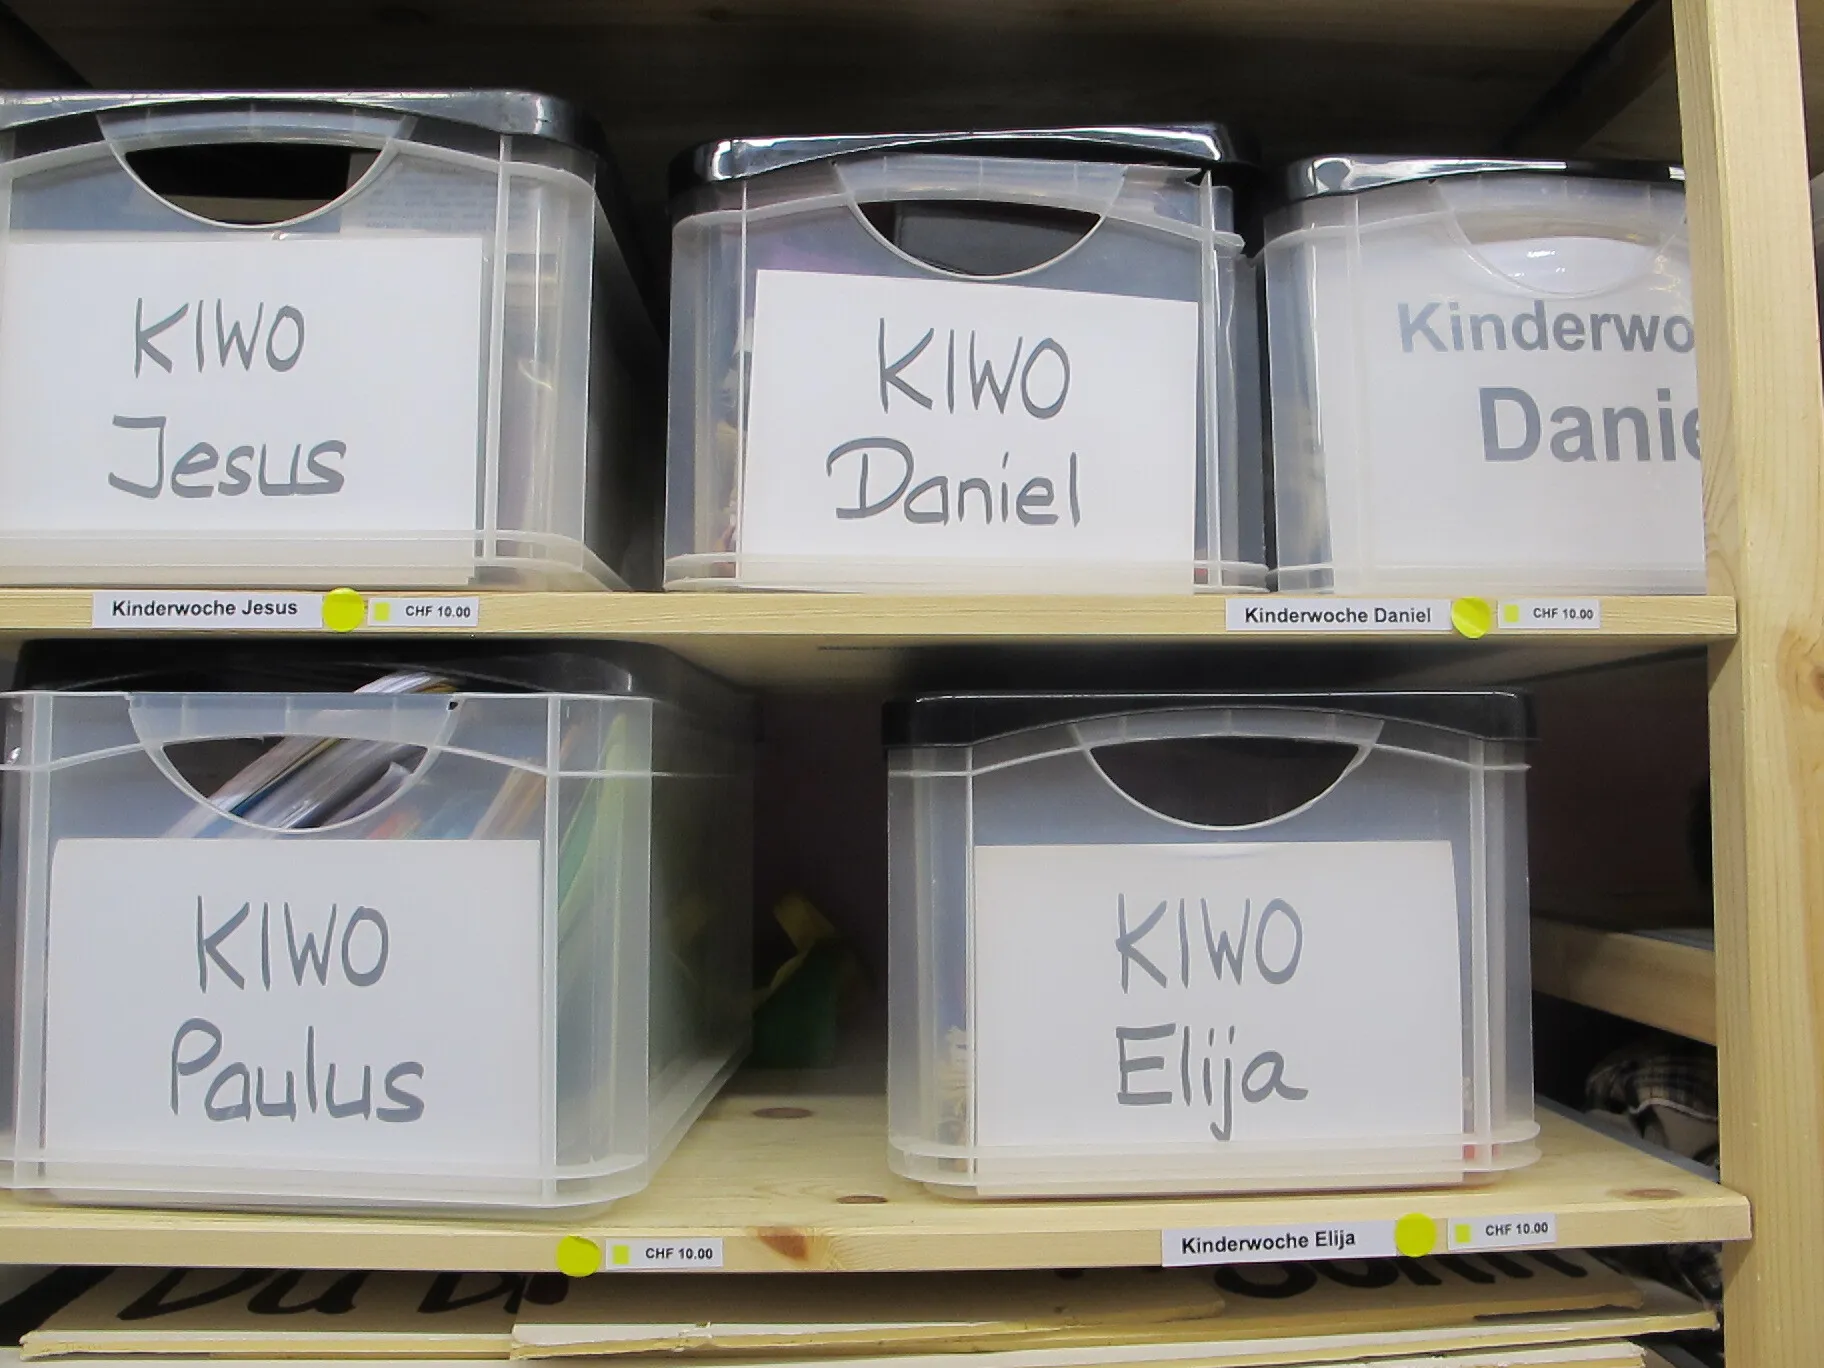 KIWO
Jesus
KIWO
Daniel
Kinderwo
Danie
Kinderwoche Jesus
CHF 10.00
Kinderwoche Daniel
CHF 10.00
KIWO
Paulus
KIWO
Elija
CHF 10.00
Kinderwoche Elija
CHF 10.00